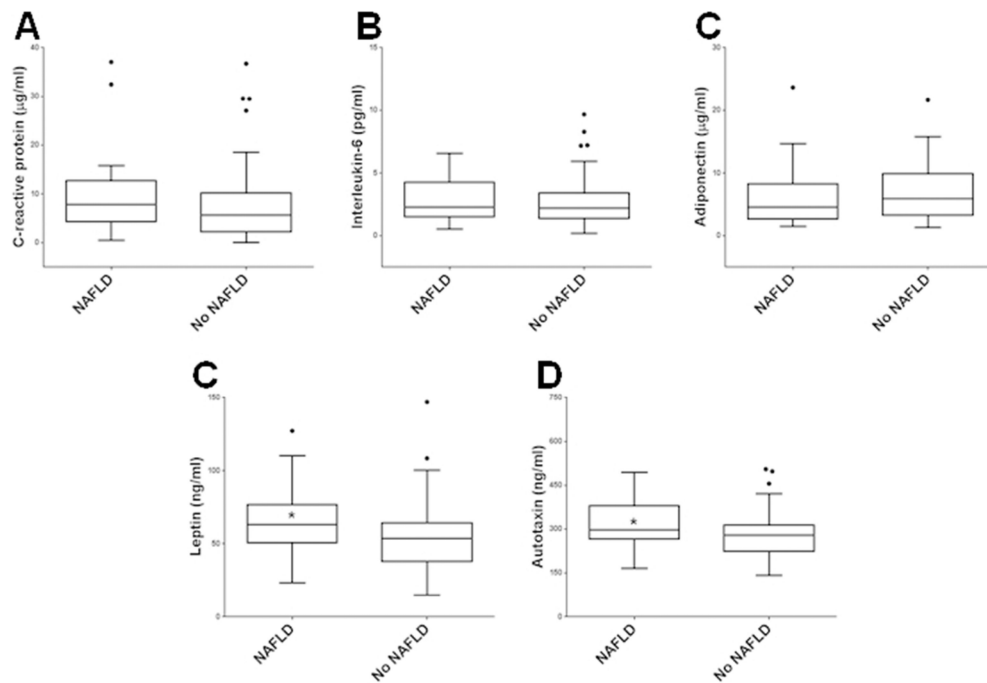 A
C-reactive protein (μg/ml)
40
30
20
10
0
NAFLD
No NAFLD
B
Interleukin-6 (pg/ml)
15
10
5
0
NAFLD
No NAFLD
C
Adiponectin (μg/ml)
30
20
10
0
NAFLD
No NAFLD
C
Leptin (ng/ml)
150
100
50
0
*
NAFLD
No NAFLD
D
Autotaxin (ng/ml)
750
600
450
300
150
0
*
NAFLD
No NAFLD